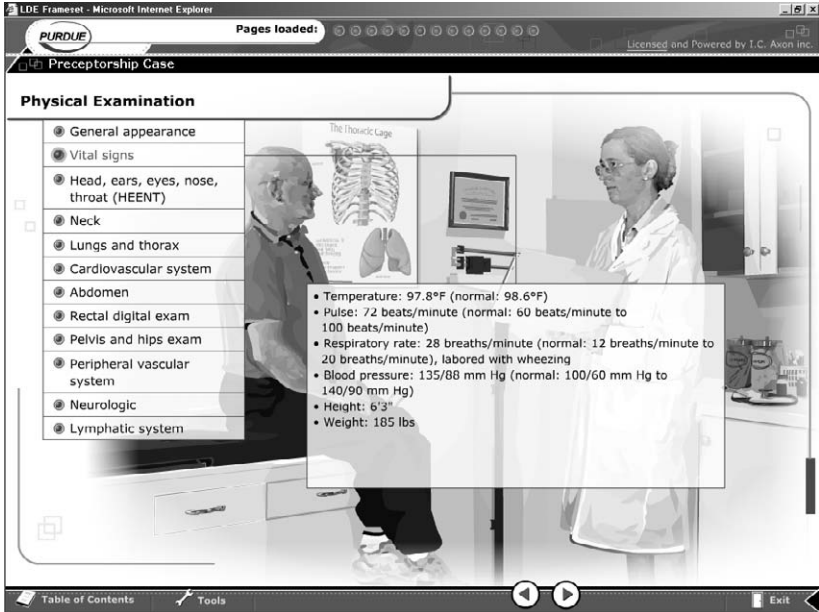 LDE Frameset - Microsoft Internet Explorer
PURDUE
Pages loaded:
Licensed and Powered by I.C. Axon inc.
Preceptorship Case
Physical Examination
General appearance
Vital signs
Head, ears, eyes, nose,
throat (HEENT)
Neck
Lungs and thorax
Cardiovascular system
Abdomen
Rectal digital exam
Pelvis and hips exam
Peripheral vascular
system
Neurologic
Lymphatic system
The Thoracic Cage
• Temperature: 97.8°F (normal: 98.6°F)
• Pulse: 72 beats/minute (normal: 60 beats/minute to
100 beats/minute)
• Respiratory rate: 28 breaths/minute (normal: 12 breaths/minute to
20 breaths/minute), labored with wheezing
• Blood pressure: 135/88 mm Hg (normal: 100/60 mm Hg to
140/90 mm Hg)
• Height: 6'3"
• Weight: 185 lbs
Table of Contents
Tools
Exit